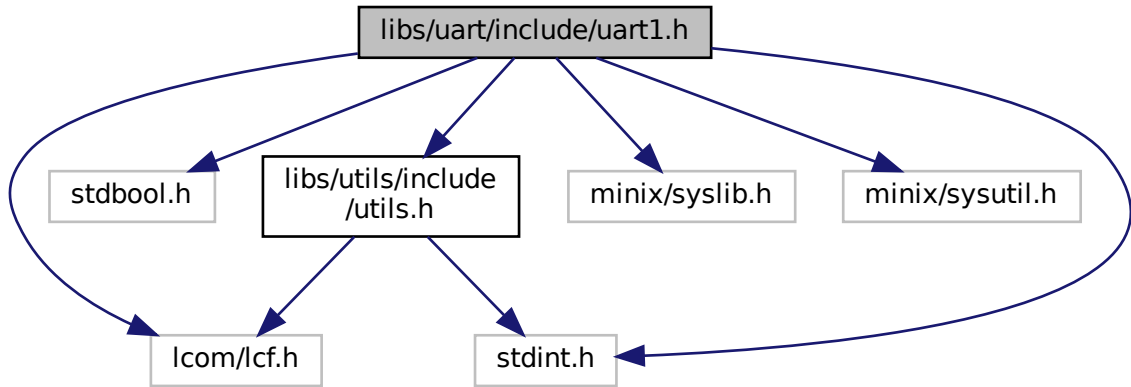 libs/uart/include/uart1.h
stdbool.h
libs/utils/include
/utils.h
minix/syslib.h
minix/sysutil.h
lcom/lcf.h
stdint.h